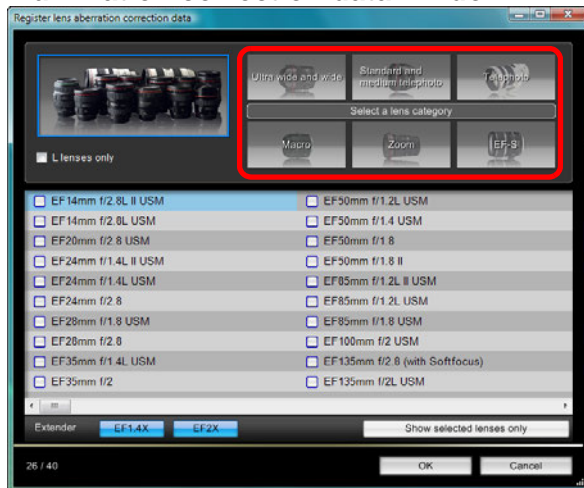 Register lens aberration correction data
Ultra wide and wide
Standard and medium telephoto
Telephoto
Select a lens category
Macro
Zoom
EF-S
L lenses only
EF14mm f/2.8L II USM
EF14mm f/2.8L USM
EF20mm f/2.8 USM
EF24mm f/1.4L II USM
EF24mm f/1.4L USM
EF24mm f/2.8
EF28mm f/1.8 USM
EF28mm f/2.8
EF35mm f/1.4L USM
EF35mm f/2
EF50mm f/1.2L USM
EF50mm f/1.4 USM
EF50mm f/1.8
EF50mm f/1.8 II
EF85mm f/1.2L II USM
EF85mm f/1.2L USM
EF85mm f/1.8 USM
EF100mm f/2 USM
EF135mm f/2.8 (with Softfocus)
EF135mm f/2L USM
Extender
EF1.4X
EF2X
Show selected lenses only
26 / 40
OK
Cancel